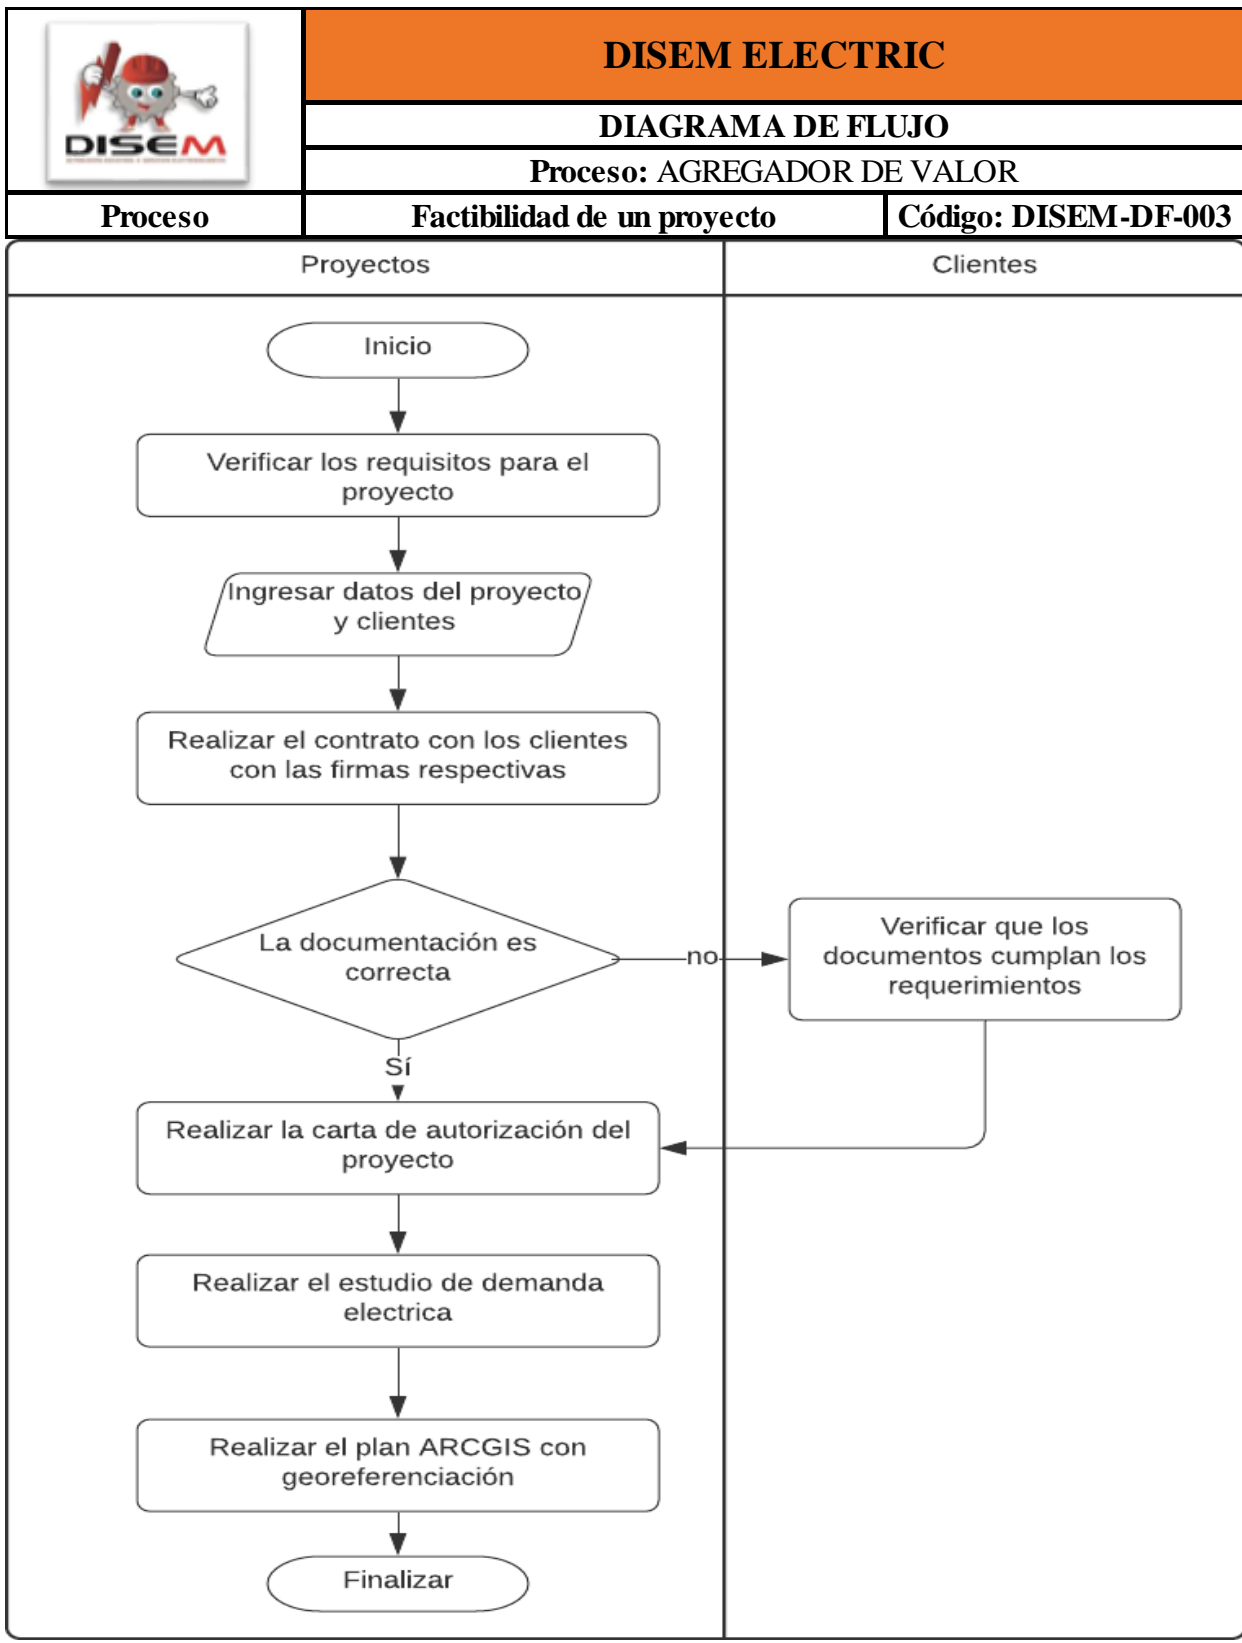 DISEM
DISEM ELECTRIC
DIAGRAMA DE FLUJO
Proceso: AGREGADOR DE VALOR
Proceso
Factibilidad de un proyecto
Código: DISEM-DF-003
Proyectos
Clientes
Inicio
Verificar los requisitos para el
proyecto
Ingresar datos del proyecto
y clientes
Realizar el contrato con los clientes
con las firmas respectivas
La documentación es
correcta
no
Verificar que los
documentos cumplan los
requerimientos
Sí
Realizar la carta de autorización del
proyecto
Realizar el estudio de demanda
electrica
Realizar el plan ARCGIS con
georeferenciación
Finalizar